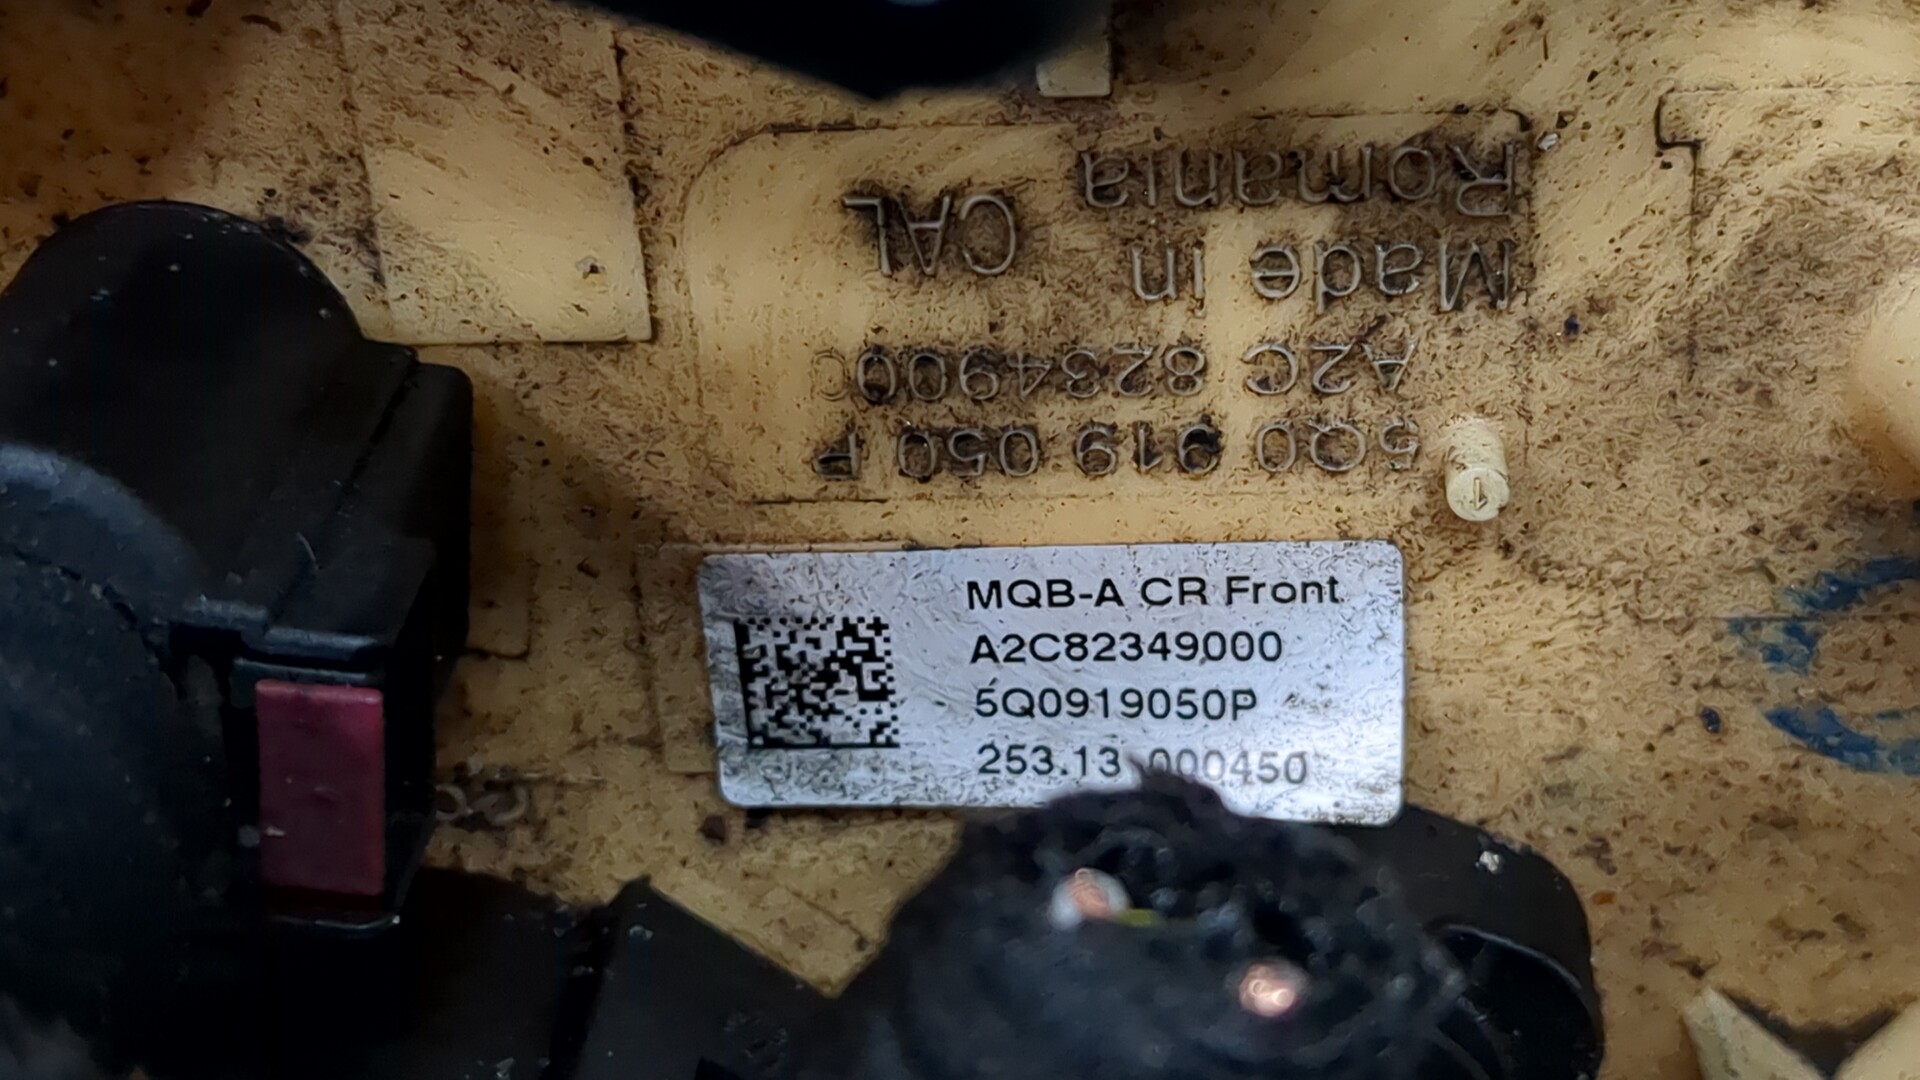 Romania
CAL
Made in
A2C 82349000
5Q0 919 050 P
MQB-A CR Front
A2C82349000
5Q0919050P
253.13 000450